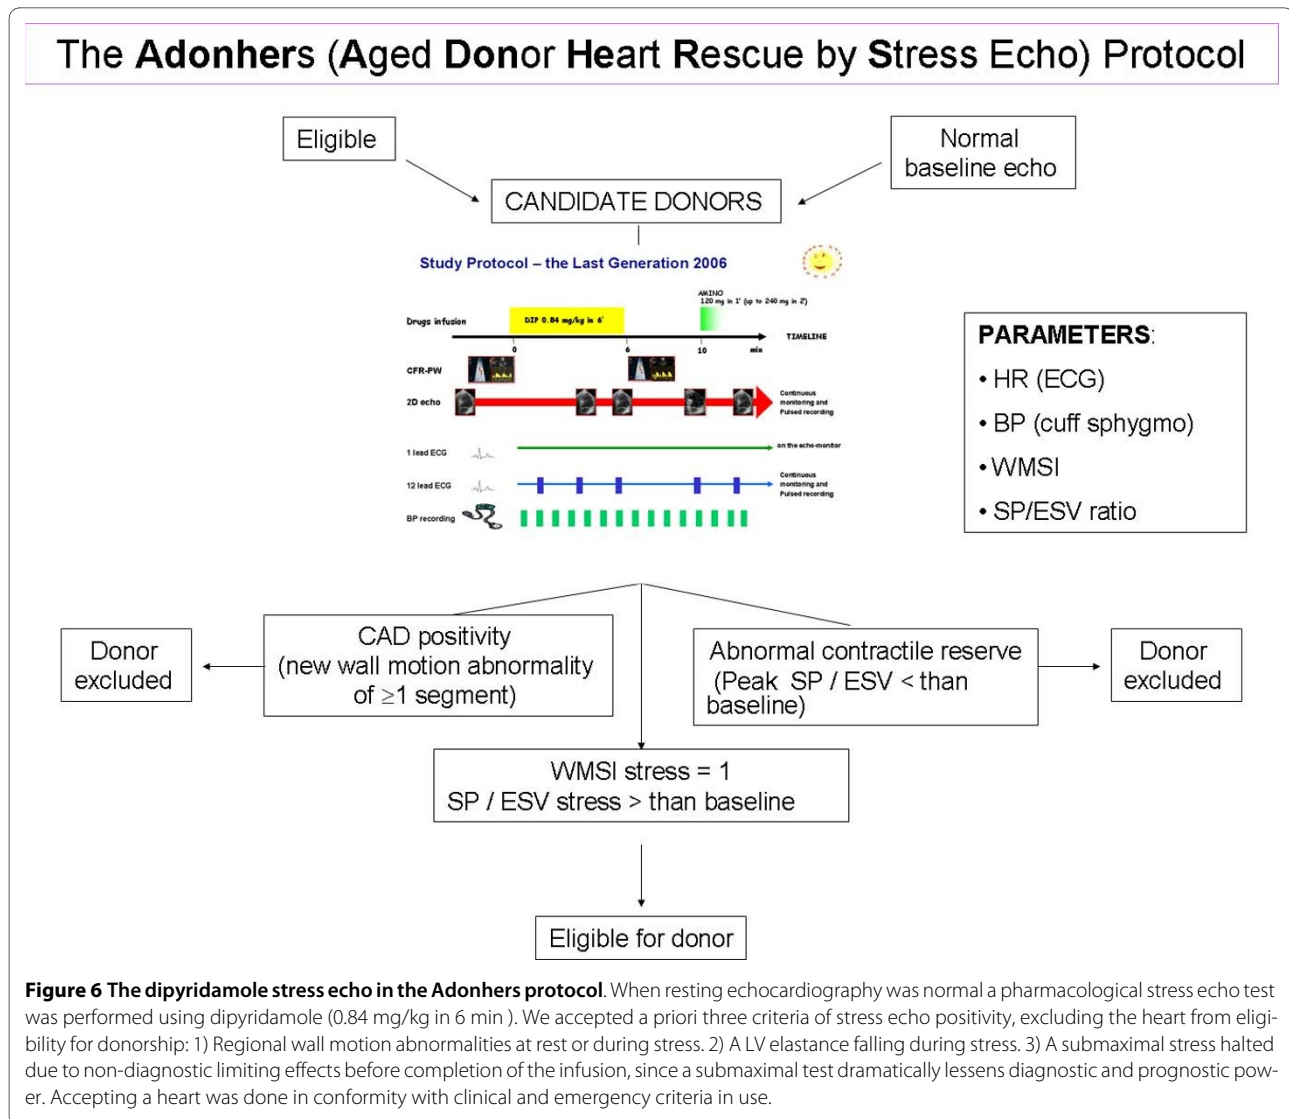 The Adonhers (Aged Donor Heart Rescue by Stress Echo) Protocol
Eligible
Normal
baseline echo
CANDIDATE DONORS
Study Protocol – the Last Generation 2006
AMINO
120 mg in 1' (up to 240 mg in 2')
Drugs infusion
DIP 0.84 mg/kg in 6'
TIMELINE
0
6
10
min
CFR-PW
2D echo
Continuous
monitoring and
Pulsed recording
1 lead ECG
on the echo-monitor
12 lead ECG
Continuous
monitoring and
Pulsed recording
BP recording
PARAMETERS:
• HR (ECG)
• BP (cuff sphygmo)
• WMSI
• SP/ESV ratio
Donor
excluded
CAD positivity
(new wall motion abnormality
of ≥1 segment)
Abnormal contractile reserve
(Peak SP / ESV < than
baseline)
Donor
excluded
WMSI stress = 1
SP / ESV stress > than baseline
Eligible for donor
Figure 6 The dipyridamole stress echo in the Adonhers protocol. When resting echocardiography was normal a pharmacological stress echo test
was performed using dipyridamole (0.84 mg/kg in 6 min ). We accepted a priori three criteria of stress echo positivity, excluding the heart from eligi-
bility for donorship: 1) Regional wall motion abnormalities at rest or during stress. 2) A LV elastance falling during stress. 3) A submaximal stress halted
due to non-diagnostic limiting effects before completion of the infusion, since a submaximal test dramatically lessens diagnostic and prognostic pow-
er. Accepting a heart was done in conformity with clinical and emergency criteria in use.